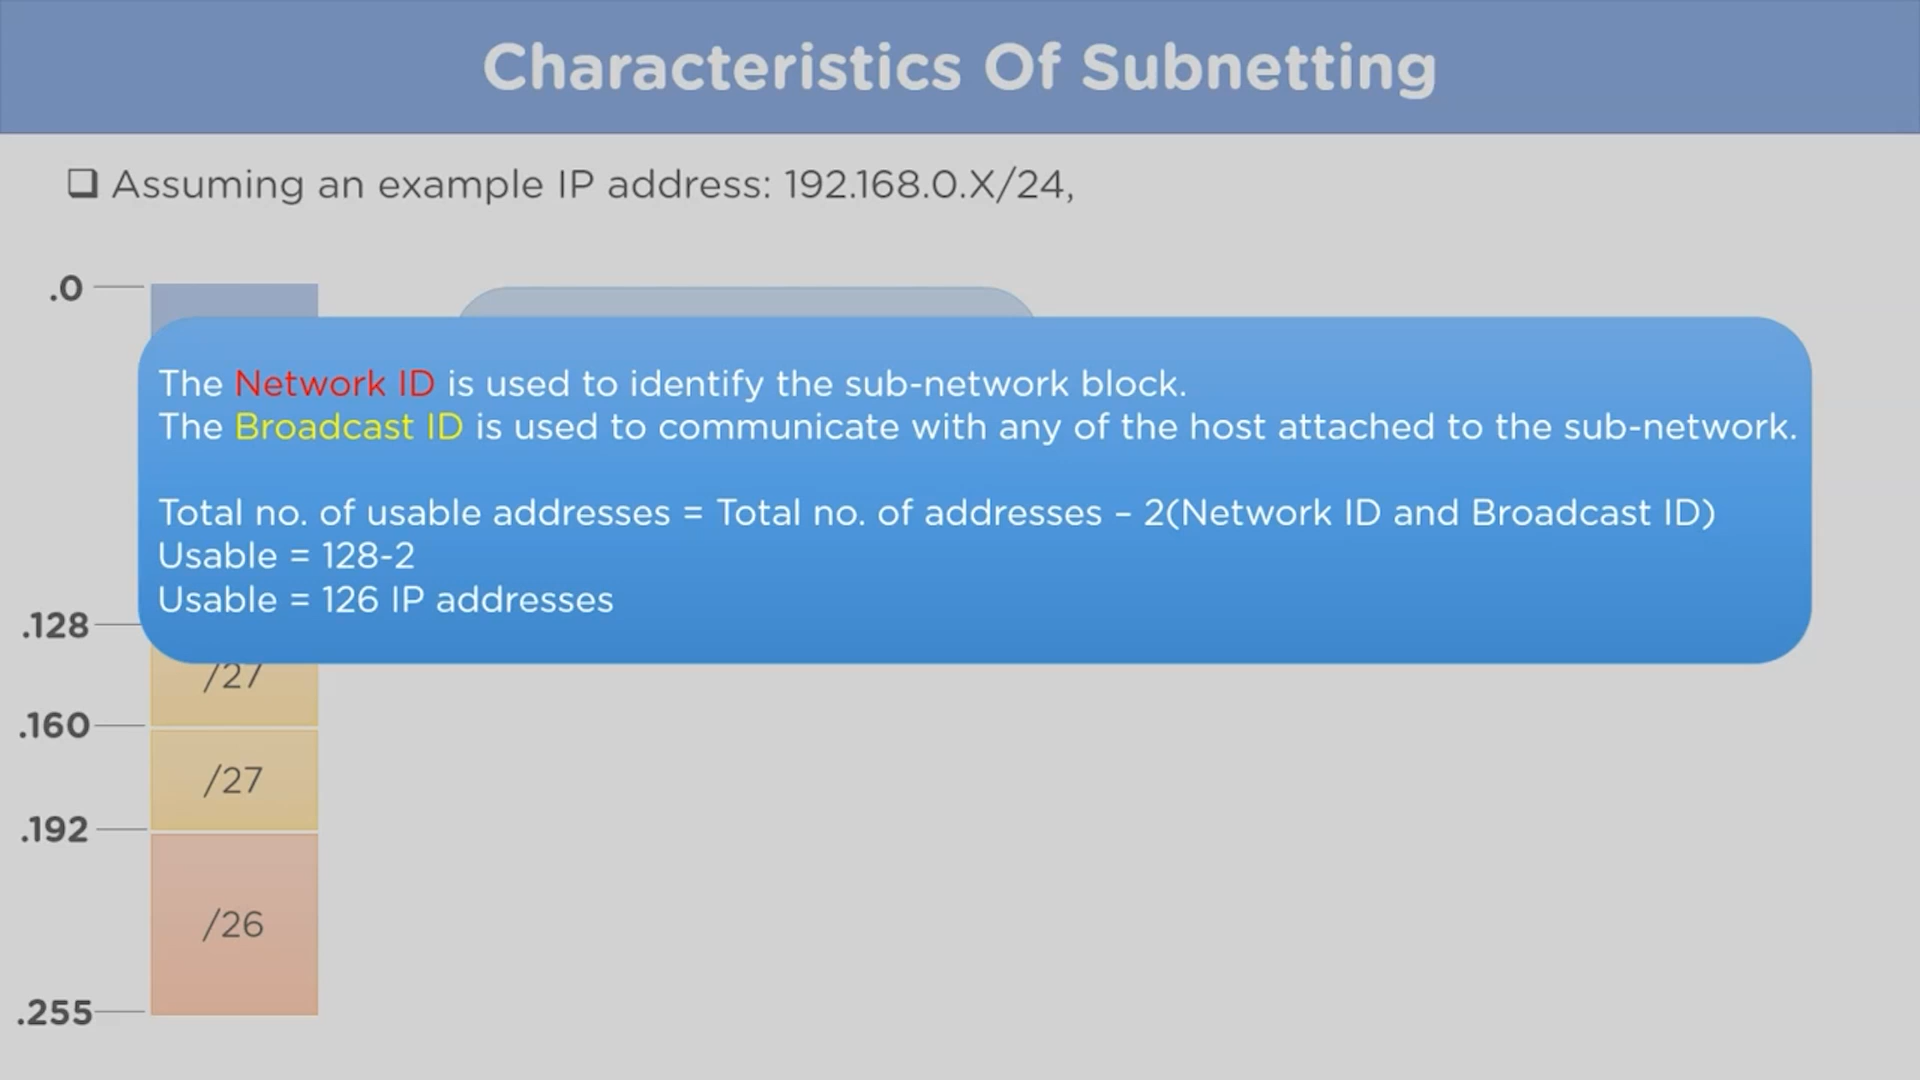 Characteristics Of Subnetting
❑ Assuming an example IP address: 192.168.0.X/24,
.0
The Network ID is used to identify the sub-network block.
The Broadcast ID is used to communicate with any of the host attached to the sub-network.
Total no. of usable addresses = Total no. of addresses – 2(Network ID and Broadcast ID)
Usable = 128-2
Usable = 126 IP addresses
.128
/27
.160
/27
.192
/26
.255